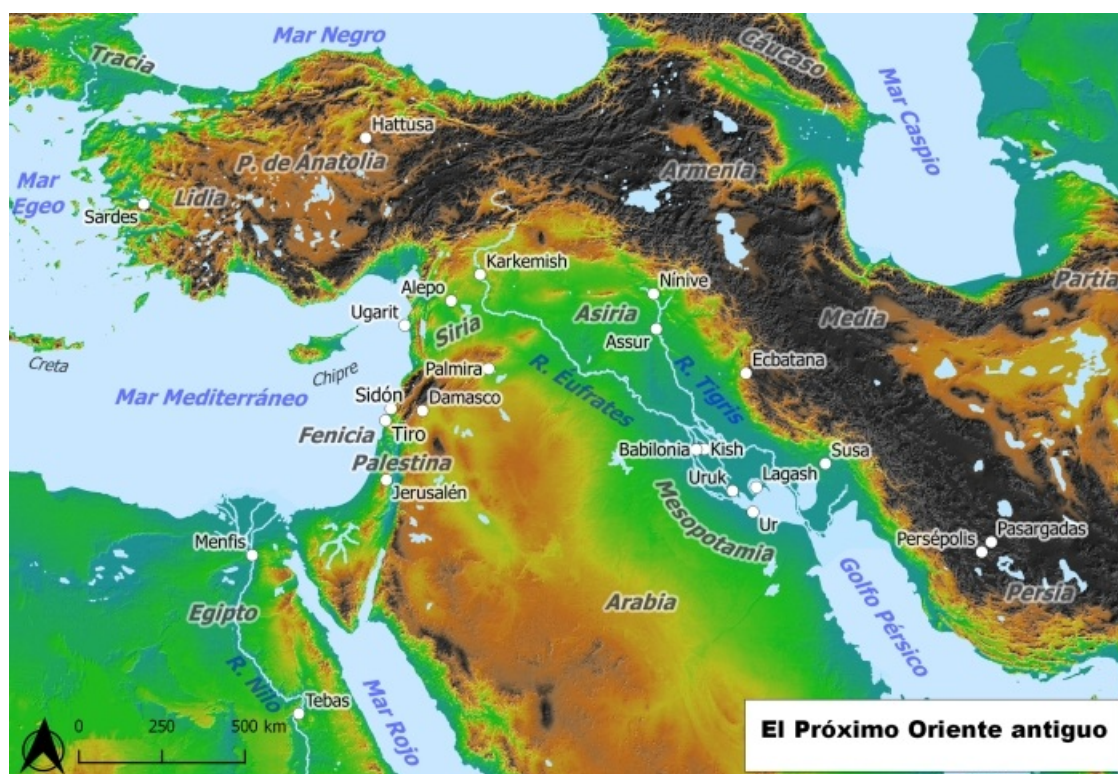 Mar Negro
Tracia
Cáucaso
Mar Caspio
Hattusa
P. de Anatolia
Armenía
Mar
Egeo
Lidia
Sardes
Karkemish
Nínive
Alepo
Partia
Ugarit
Siria
Asiria
Media
Assur
Creta
Chipre
Ecbatana
Palmira
R. Éufrates
R. Tigris
Mar Mediterráneo
Sidón
Damasco
Fenicia
Tiro
Babilonia
Kish
Susa
Palestina
Uruk
Lagash
Jerusalén
Mesopotamia
Ur
Menfis
Persépolis
Pasargadas
Persia
Egipto
Arabia
Golfo Pérsico
R. Nilo
Mar Rojo
Tebas
0 250 500 km
El Próximo Oriente antiguo